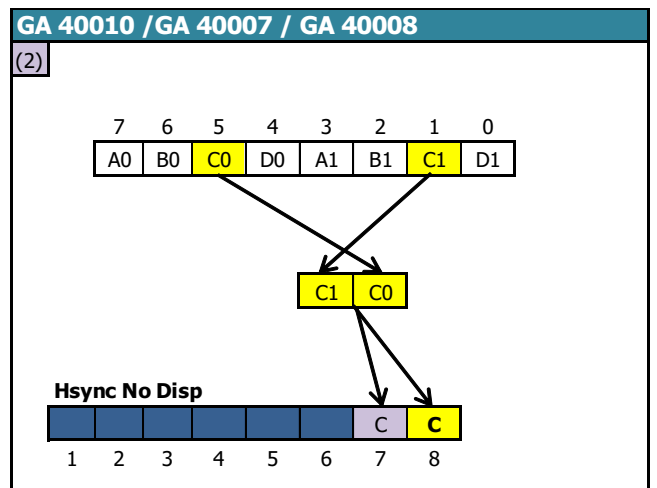 GA 40010 /GA 40007 / GA 40008
(2)
7 6 5 4 3 2 1 0
A0 B0 C0 D0 A1 B1 C1 D1
C1 C0
Hsync No Disp
C C
1 2 3 4 5 6 7 8